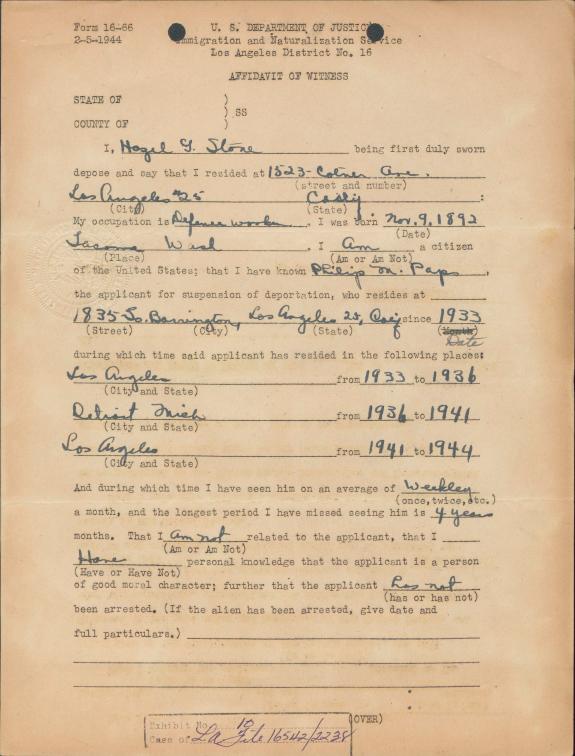 Form 16-66 U. S. DEPARTMENT OF JUSTICE
2-5-1944 Immigration and Naturalization Service
Los Angeles District No. 16
AFFIDAVIT OF WITNESS
STATE OF )
) SS
COUNTY OF )
I, Hazel G. Stone being first duly sworn
depose and say that I resided at 1523 Cotner Ave.
(street and number)
Los Angeles #25 Calif :
(City) (State)
My occupation is Defence worker. I was born Nov. 9, 1892
(Date)
Tacoma Wash . I Am a citizen
(Place) (Am or Am Not)
of the United States; that I have known Philip M. Paps,
the applicant for suspension of deportation, who resides at
1835 So. Barrington, Los Angeles 25, Calif since 1933
(Street) (City) (State) (Month)
Date
during which time said applicant has resided in the following places:
Los Angeles from 1933 to 1936
(City and State)
Detroit Mich from 1936 to 1941
(City and State)
Los Angeles from 1941 to 1944
(City and State)
And during which time I have seen him on an average of Weekley
(once,twice,etc.)
a month, and the longest period I have missed seeing him is 4 years
months. That I am not related to the applicant, that I
(Am or Am Not)
Have personal knowledge that the applicant is a person
(Have or Have Not)
of good moral character; further that the applicant has not
(has or has not)
been arrested. (If the alien has been arrested, give date and
full particulars.)
(OVER)
Exhibit No. 10
Case of LA File 16542/2238